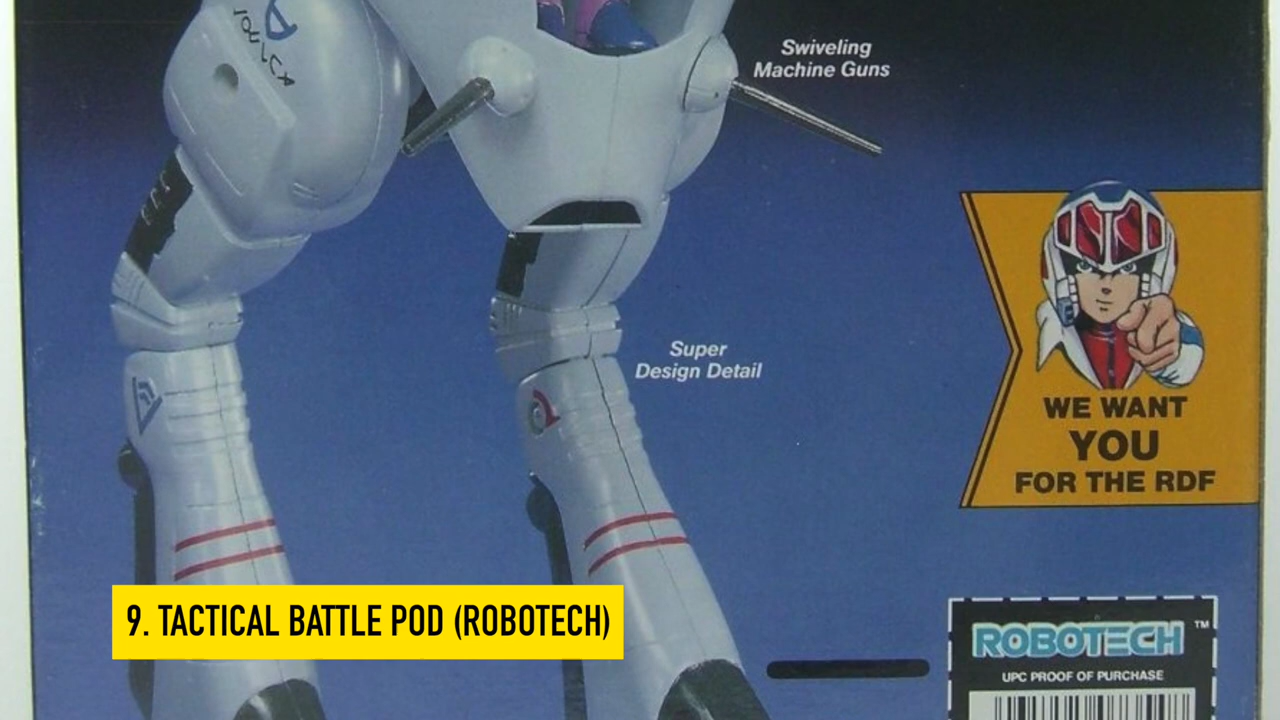 Swiveling
Machine Guns
Super
Design Detail
WE WANT
YOU
FOR THE RDF
9. TACTICAL BATTLE POD (ROBOTECH)
ROBOTECH™
UPC PROOF OF PURCHASE